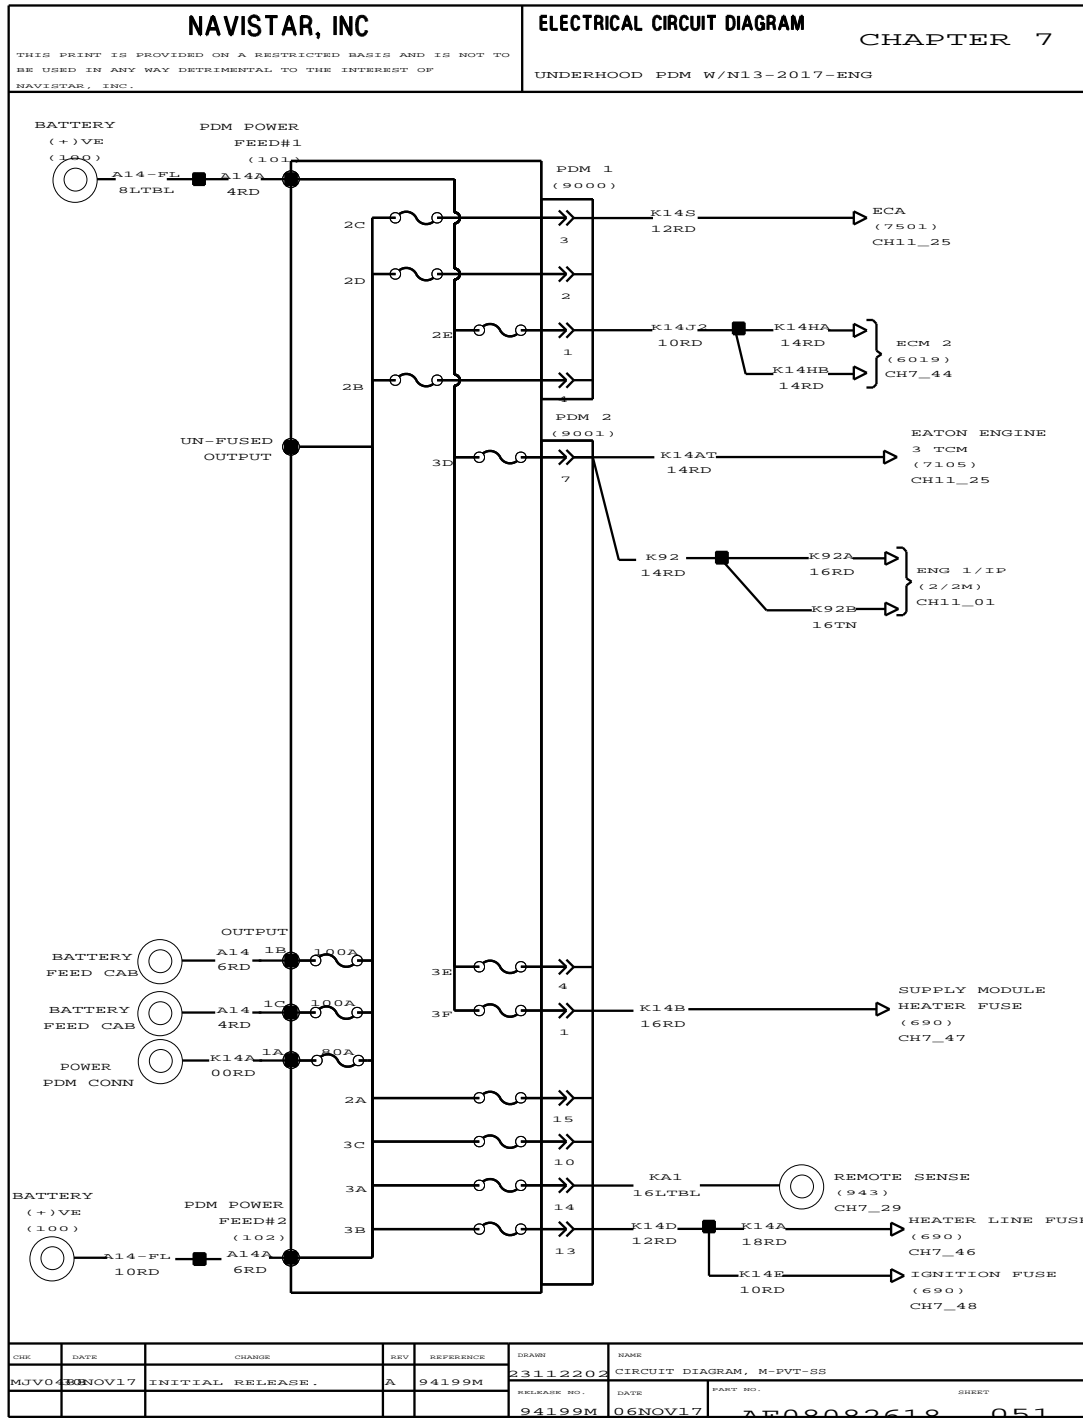 NAVISTAR, INC
THIS PRINT IS PROVIDED ON A RESTRICTED BASIS AND IS NOT TO
BE USED IN ANY WAY DETRIMENTAL TO THE INTEREST OF
NAVISTAR, INC.
ELECTRICAL CIRCUIT DIAGRAM
CHAPTER 7
UNDERHOOD PDM W/N13-2017-ENG
BATTERY
(+)VE
(100)
A14-FL
8LTBL
PDM POWER
FEED#1
(101)
A14A
4RD
PDM 1
(9000)
2C
3
K14S
12RD
ECA
(7501)
CH11_25
2D
2
2E
1
K14J2
10RD
K14HA
14RD
K14HB
14RD
ECM 2
(6019)
CH7_44
2B
4
PDM 2
(9001)
UN-FUSED
OUTPUT
3D
7
K14AT
14RD
EATON ENGINE
3 TCM
(7105)
CH11_25
K92
14RD
K92A
16RD
K92B
16TN
ENG 1/IP
(2/2M)
CH11_01
OUTPUT
BATTERY
FEED CAB
A14
6RD
1B
100A
3E
4
BATTERY
FEED CAB
A14
4RD
1C
100A
3F
1
K14B
16RD
SUPPLY MODULE
HEATER FUSE
(690)
CH7_47
POWER
PDM CONN
K14A
00RD
1A
80A
2A
15
3C
10
3A
14
KA1
16LTBL
REMOTE SENSE
(943)
CH7_29
3B
13
K14D
12RD
K14A
18RD
HEATER LINE FUSE
(690)
CH7_46
K14E
10RD
IGNITION FUSE
(690)
CH7_48
BATTERY
(+)VE
(100)
A14-FL
10RD
PDM POWER
FEED#2
(102)
A14A
6RD
CHK DATE CHANGE REV REFERENCE
INITIAL RELEASE. A 94199M
DRAWN
23112202
NAME
CIRCUIT DIAGRAM, M-PVT-SS
RELEASE NO.
94199M
DATE
06NOV17
PART NO.
AE08082618
SHEET
051